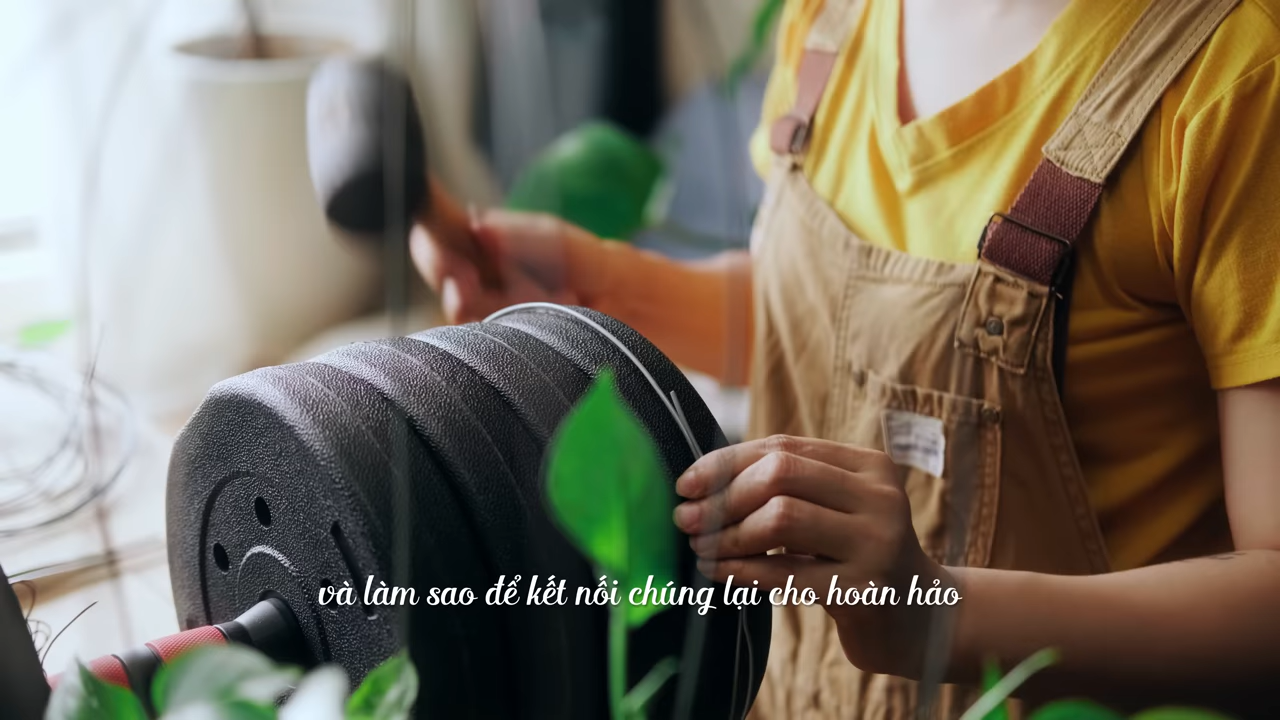 và làm sao để kết nối chúng lại cho hoàn hảo